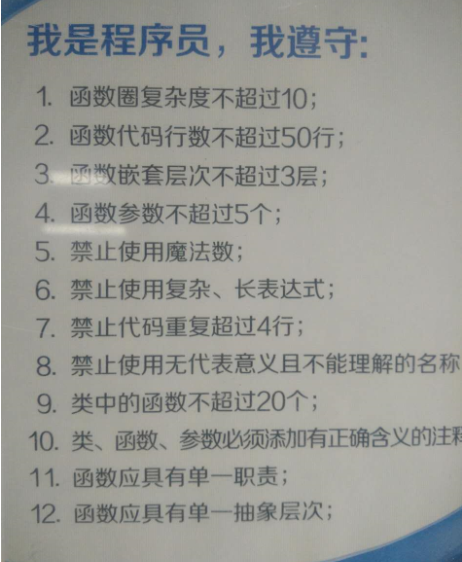 我是程序员，我遵守:
1. 函数圈复杂度不超过10；
2. 函数代码行数不超过50行；
3. 函数嵌套层次不超过3层；
4. 函数参数不超过5个；
5. 禁止使用魔法数；
6. 禁止使用复杂、长表达式；
7. 禁止代码重复超过4行；
8. 禁止使用无代表意义且不能理解的名称
9. 类中的函数不超过20个；
10. 类、函数、参数必须添加有正确含义的注释
11. 函数应具有单一职责；
12. 函数应具有单一抽象层次；